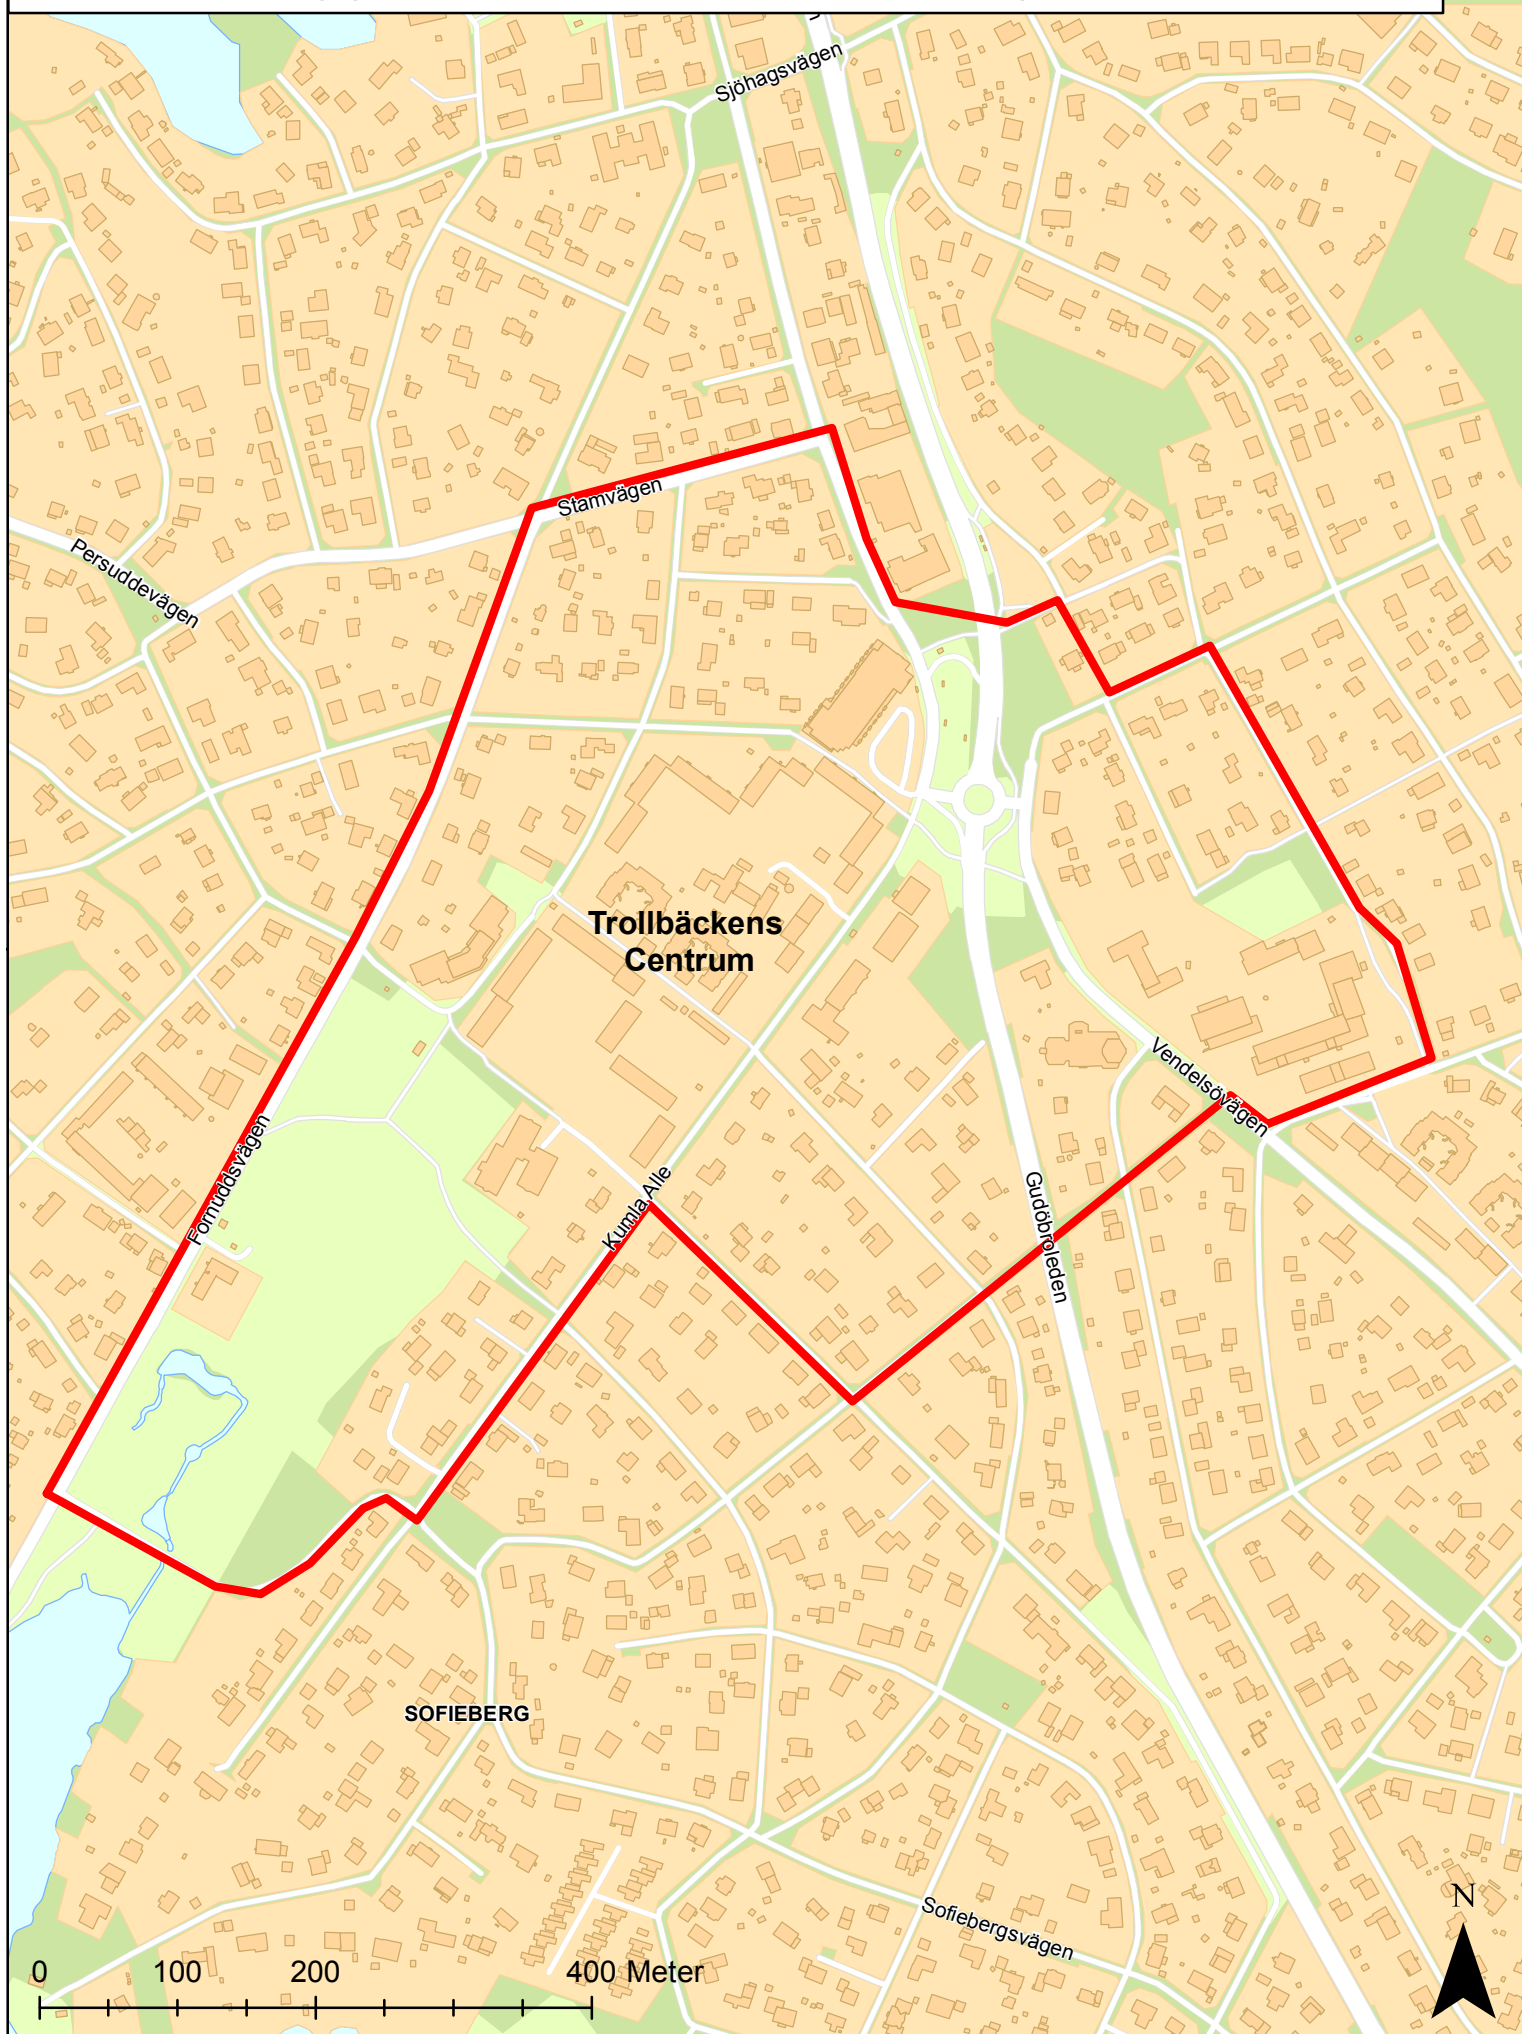 Sjöhagsvägen
Stamvägen
Persuddevägen
Trollbäckens
Centrum
Vendelsövägen
Fornuddsvägen
Kumla Alle
Gudöbroleden
SOFIEBERG
Sofiebergsvägen
N
0 100 200 400 Meter